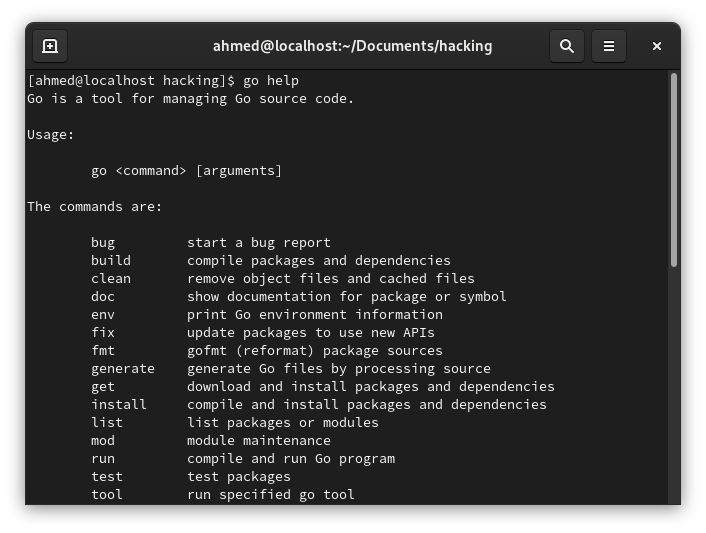 ahmed@localhost:~/Documents/hacking
[ahmed@localhost hacking]$ go help
Go is a tool for managing Go source code.
Usage:
go <command> [arguments]
The commands are:
bug start a bug report
build compile packages and dependencies
clean remove object files and cached files
doc show documentation for package or symbol
env print Go environment information
fix update packages to use new APIs
fmt gofmt (reformat) package sources
generate generate Go files by processing source
get download and install packages and dependencies
install compile and install packages and dependencies
list list packages or modules
mod module maintenance
run compile and run Go program
test test packages
tool run specified go tool